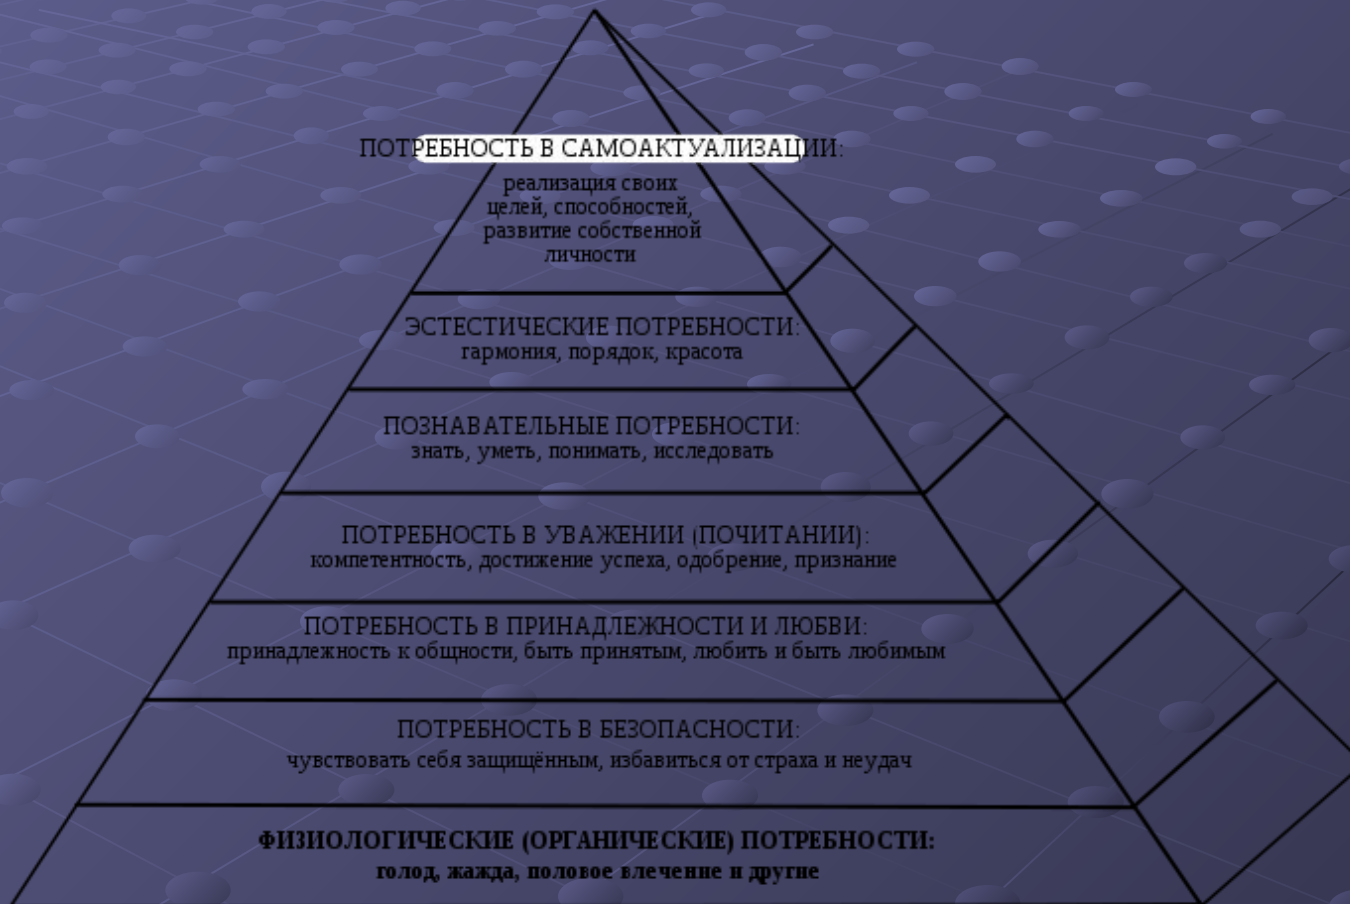 ПОТРЕБНОСТЬ В САМОАКТУАЛИЗАЦИИ:
реализация своих
целей, способностей,
развитие собственной
личности
ЭСТЕСТИЧЕСКИЕ ПОТРЕБНОСТИ:
гармония, порядок, красота
ПОЗНАВАТЕЛЬНЫЕ ПОТРЕБНОСТИ:
знать, уметь, понимать, исследовать
ПОТРЕБНОСТЬ В УВАЖЕНИИ (ПОЧИТАНИИ):
компетентность, достижение успеха, одобрение, признание
ПОТРЕБНОСТЬ В ПРИНАДЛЕЖНОСТИ И ЛЮБВИ:
принадлежность к общности, быть принятым, любить и быть любимым
ПОТРЕБНОСТЬ В БЕЗОПАСНОСТИ:
чувствовать себя защищённым, избавиться от страха и неудач
ФИЗИОЛОГИЧЕСКИЕ (ОРГАНИЧЕСКИЕ) ПОТРЕБНОСТИ:
голод, жажда, половое влечение и другие